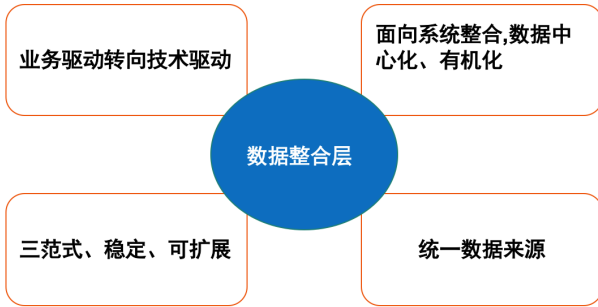 业务驱动转向技术驱动
面向系统整合,数据中
心化、有机化
数据整合层
三范式、稳定、可扩展
统一数据来源